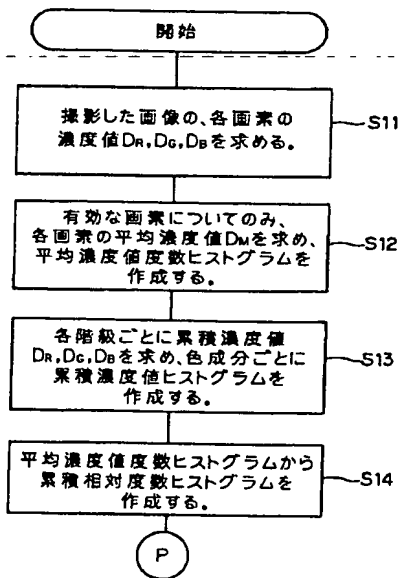 開始
撮影した画像の、各画素の
濃度値DR,DG,DBを求める。
S11
有効な画素についてのみ、
各画素の平均濃度値DMを求め、
平均濃度値度数ヒストグラムを
作成する。
S12
各階級ごとに累積濃度値
DR,DG,DBを求め、色成分ごとに
累積濃度値ヒストグラムを
作成する。
S13
平均濃度値度数ヒストグラムから
累積相対度数ヒストグラムを
作成する。
S14
P